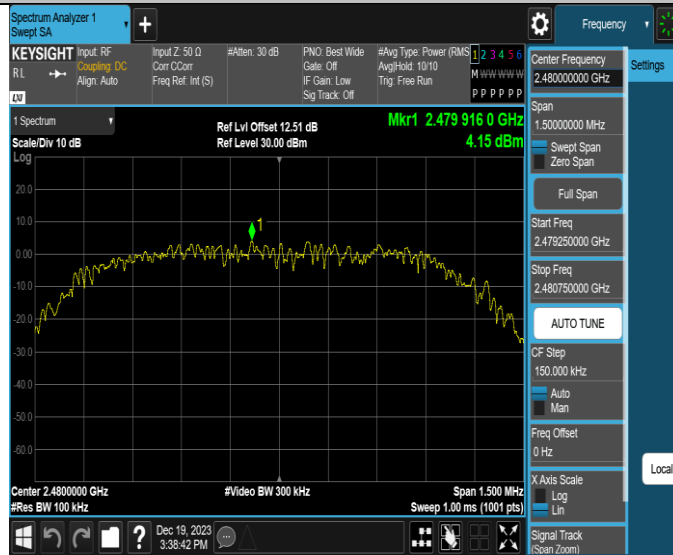 Spectrum Analyzer 1
Swept SA
+
Frequency
KEYSIGHT
RL
LXI
Input: RF
Coupling: DC
Align: Auto
Input Z: 50 Ω
Corr CCorr
Freq Ref: Int (S)
#Atten: 30 dB
PNO: Best Wide
Gate: Off
IF Gain: Low
Sig Track: Off
#Avg Type: Power (RMS
Avg|Hold: 10/10
Trig: Free Run
1 2 3 4 5 6
M W W W W W
P P P P P P
Center Frequency
2.480000000 GHz
Settings
Span
1.50000000 MHz
Swept Span
Zero Span
Full Span
Start Freq
2.479250000 GHz
Stop Freq
2.480750000 GHz
AUTO TUNE
CF Step
150.000 kHz
Auto
Man
Freq Offset
0 Hz
X Axis Scale
Log
Lin
Local
Signal Track
(Span Zoom)
1 Spectrum
Scale/Div 10 dB
Log
Ref Lvl Offset 12.51 dB
Ref Level 30.00 dBm
Mkr1 2.479 916 0 GHz
4.15 dBm
1
20.0
10.0
0.00
-10.0
-20.0
-30.0
-40.0
-50.0
-60.0
Center 2.4800000 GHz
#Res BW 100 kHz
#Video BW 300 kHz
Span 1.500 MHz
Sweep 1.00 ms (1001 pts)
?
Dec 19, 2023
3:38:42 PM